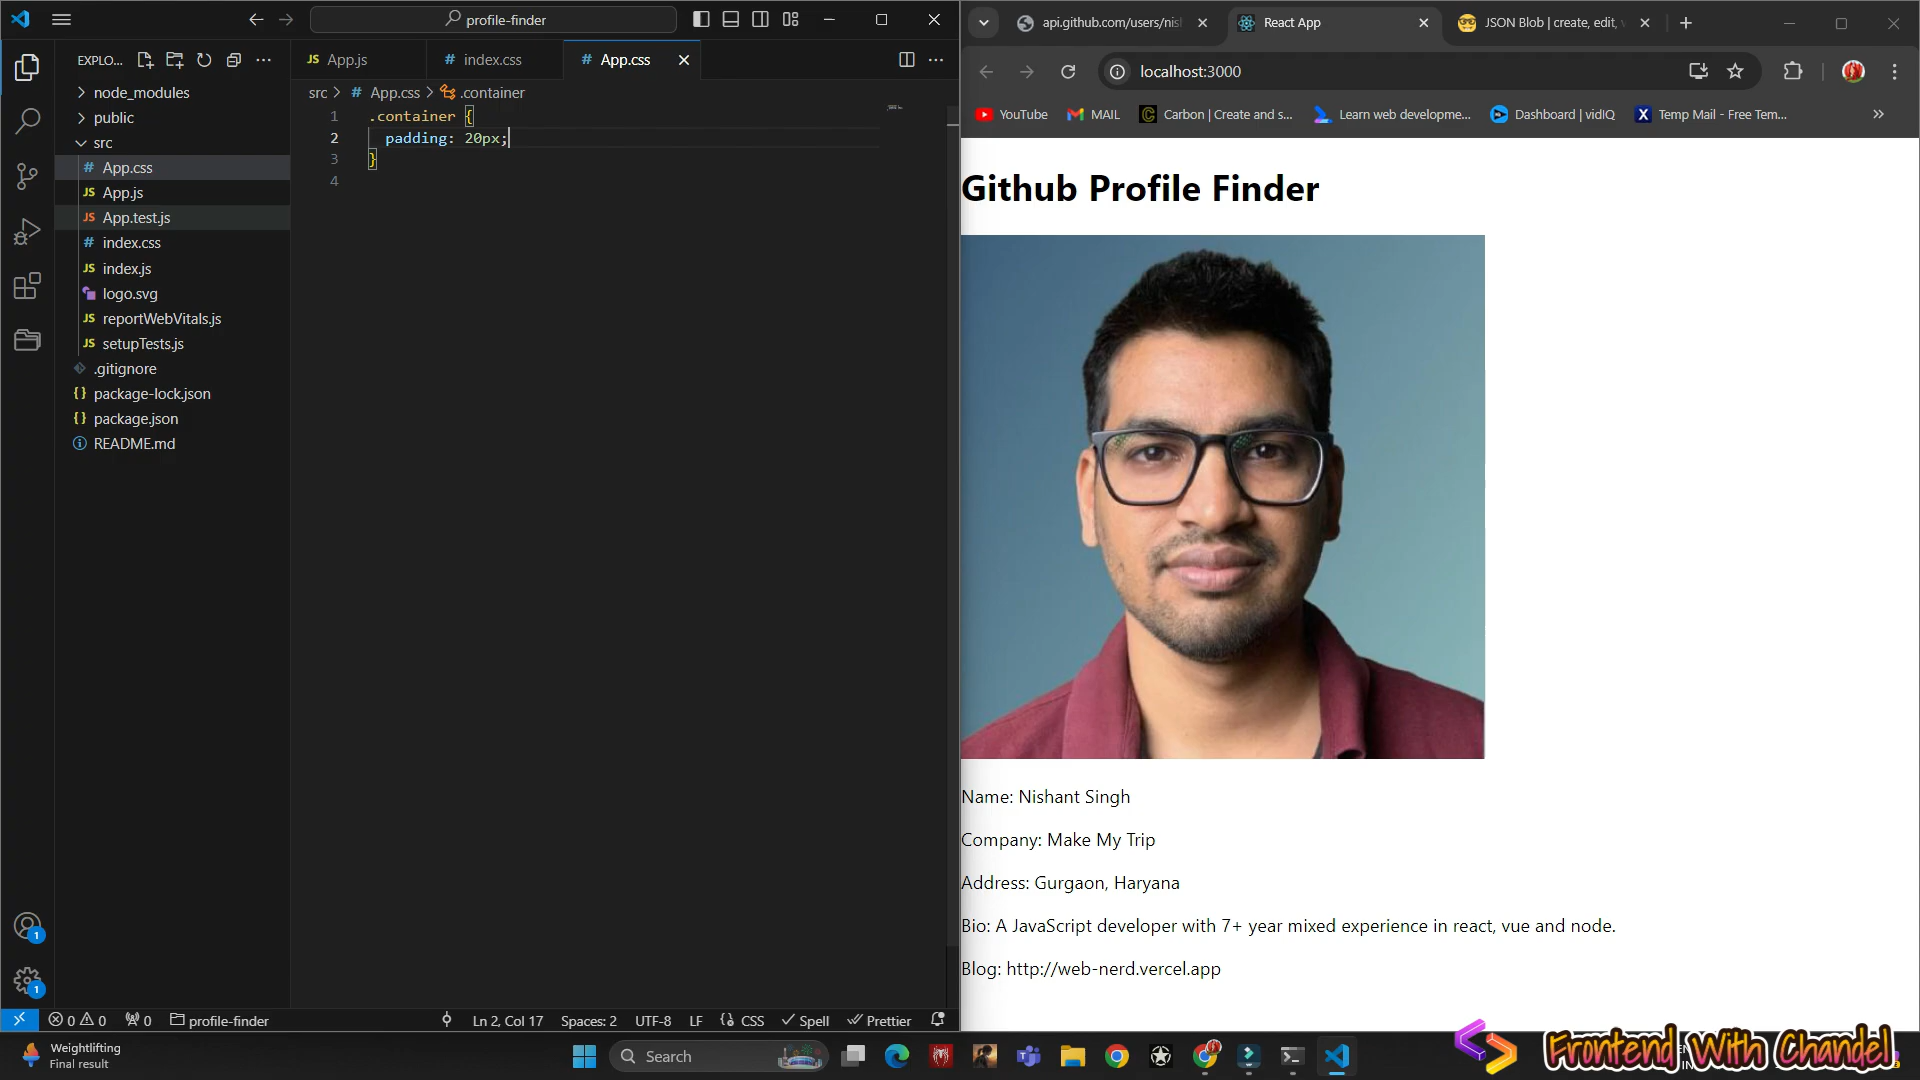 profile-finder
api.github.com/users/nis
React App
JSON Blob | create, edit,
EXPLO...
App.js
index.css
App.css
localhost:3000
src > App.css > .container
YouTube
MAIL
Carbon | Create and s...
Learn web developme...
Dashboard | vidIQ
Temp Mail - Free Tem...
node_modules
public
src
App.css
App.js
App.test.js
index.css
index.js
logo.svg
reportWebVitals.js
setupTests.js
.gitignore
package-lock.json
package.json
README.md
1 .container {
2 padding: 20px;
3 }
4
Github Profile Finder
Name: Nishant Singh
Company: Make My Trip
Address: Gurgaon, Haryana
Bio: A JavaScript developer with 7+ year mixed experience in react, vue and node.
Blog: http://web-nerd.vercel.app
1
1
0 0 0 profile-finder
Ln 2, Col 17 Spaces: 2 UTF-8 LF CSS Spell Prettier
Weightlifting
Final result
Search
Frontend With Chandel